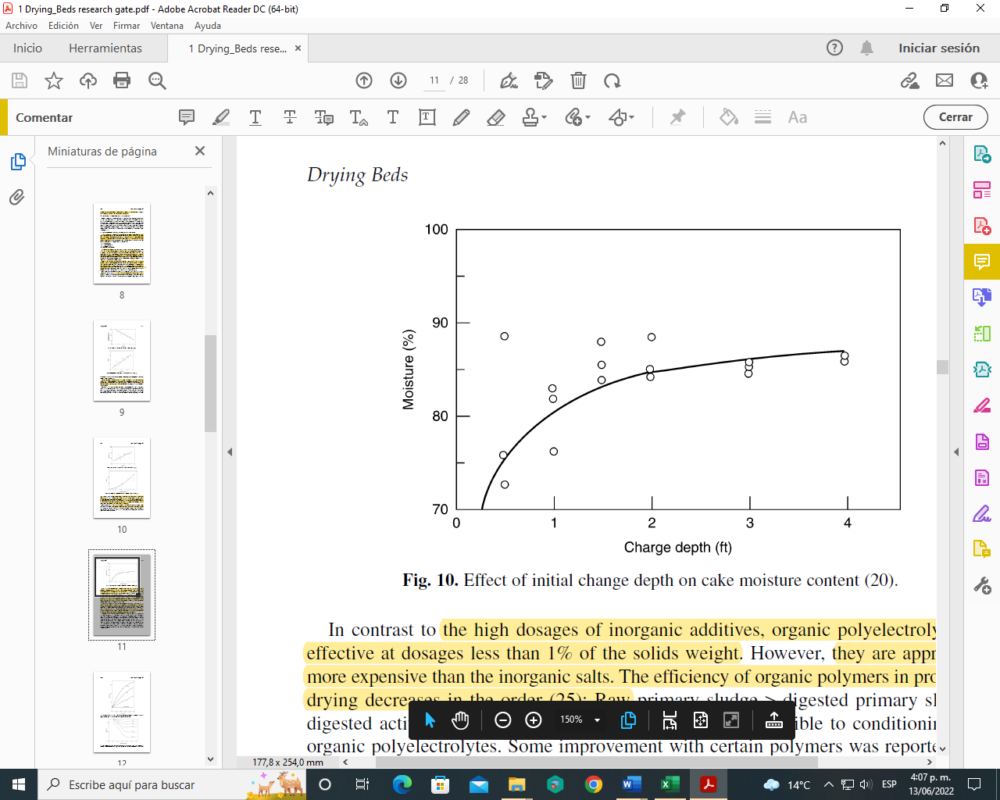 1 Drying_Beds research gate.pdf - Adobe Acrobat Reader DC (64-bit)
Archivo Edición Ver Firmar Ventana Ayuda
Inicio Herramientas 1 Drying_Beds rese... × Iniciar sesión
11 / 28
Comentar Aa Cerrar
Miniaturas de página
8
9
10
11
12
Drying Beds
100
90
80
70
Moisture (%)
0 1 2 3 4
Charge depth (ft)
Fig. 10. Effect of initial change depth on cake moisture content (20).
In contrast to the high dosages of inorganic additives, organic polyelectroly
effective at dosages less than 1% of the solids weight. However, they are appr
more expensive than the inorganic salts. The efficiency of organic polymers in pro
drying decreases in the order (25): Raw primary sludge > digested primary sl
digested acti ible to conditionin
organic polyelectrolytes. Some improvement with certain polymers was reporte
150%
177,8 x 254,0 mm
Escribe aquí para buscar
14°C ESP
4:07 p. m.
13/06/2022